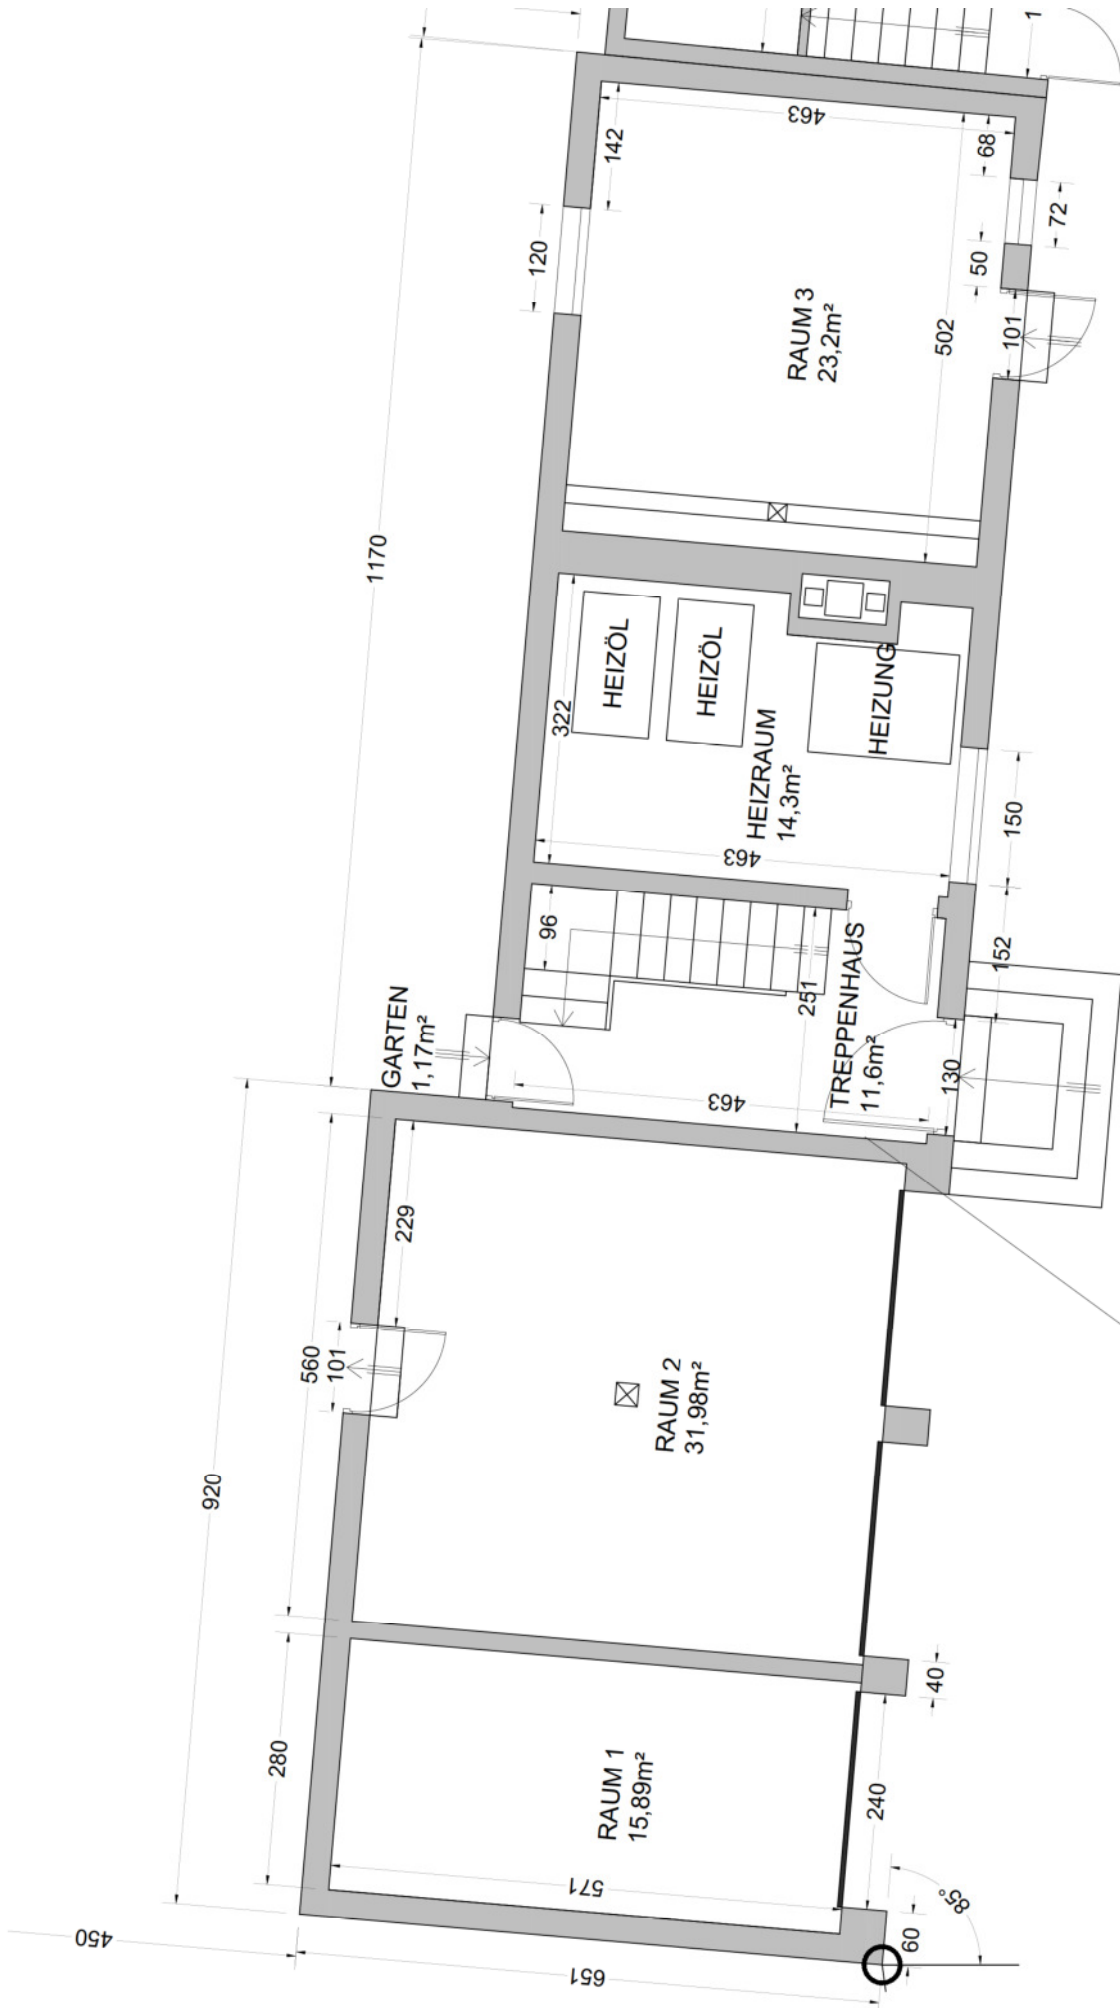 1
463
142
68
72
120
50
RAUM 3
23,2m²
502
101
1170
HEIZÖL
HEIZÖL
HEIZUNG
322
HEIZRAUM
14,3m²
150
463
96
TREPPENHAUS
11,6m²
152
251
GARTEN
1,17m²
130
463
229
560
101
RAUM 2
31,98m²
920
40
280
RAUM 1
15,89m²
240
571
85°
60
450
651